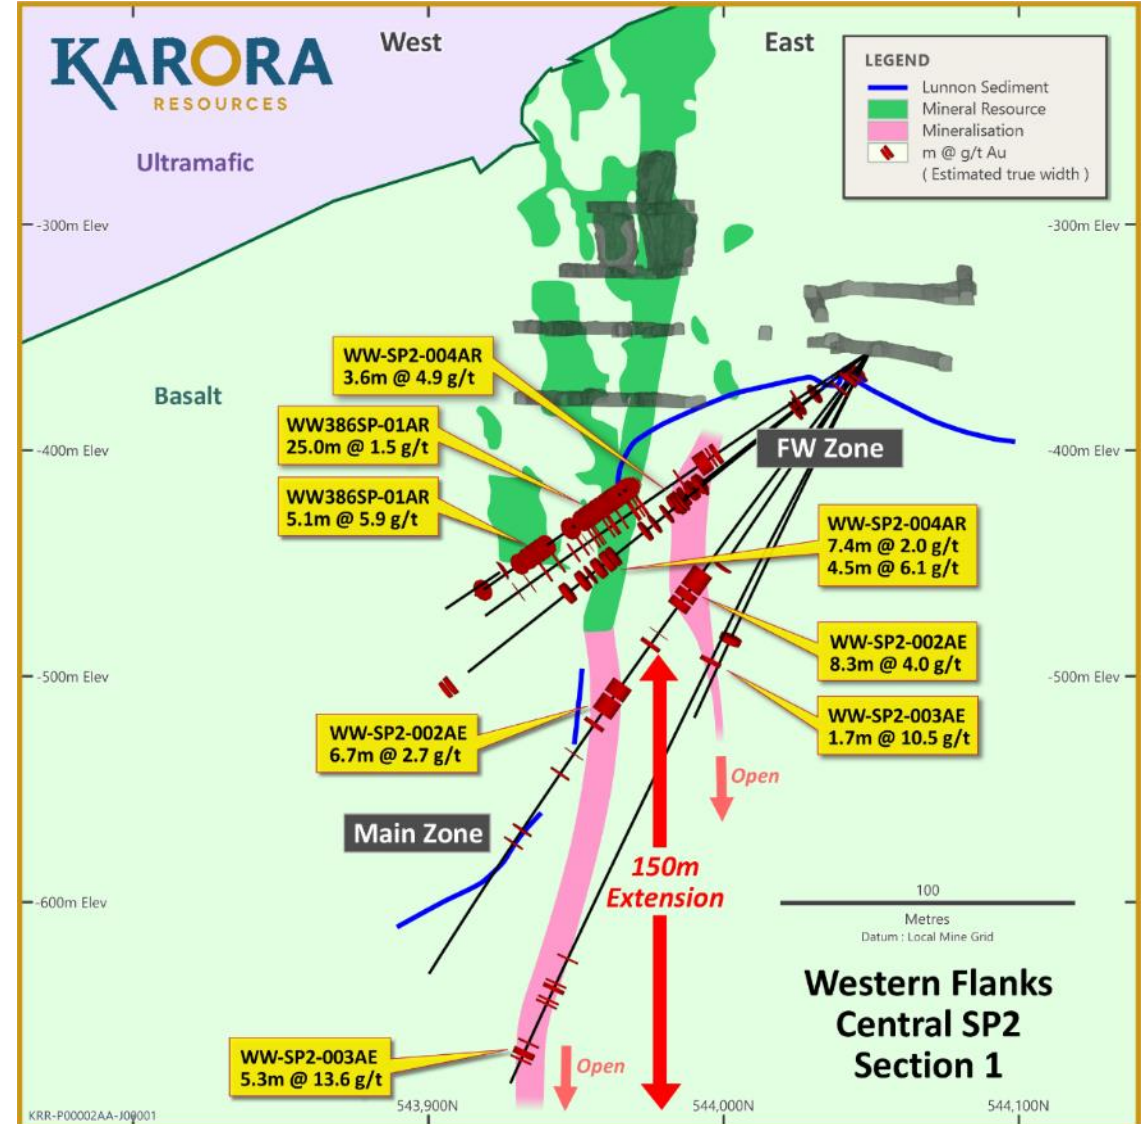 KARORA
RESOURCES
West
East
LEGEND
Lunnon Sediment
Mineral Resource
Mineralisation
m @ g/t Au
( Estimated true width )
Ultramafic
-300m Elev
-300m Elev
WW-SP2-004AR
3.6m @ 4.9 g/t
Basalt
WW386SP-01AR
25.0m @ 1.5 g/t
-400m Elev
FW Zone
-400m Elev
WW386SP-01AR
5.1m @ 5.9 g/t
WW-SP2-004AR
7.4m @ 2.0 g/t
4.5m @ 6.1 g/t
WW-SP2-002AE
8.3m @ 4.0 g/t
-500m Elev
-500m Elev
WW-SP2-003AE
1.7m @ 10.5 g/t
WW-SP2-002AE
6.7m @ 2.7 g/t
Open
Main Zone
150m
Extension
-600m Elev
100
Metres
Datum : Local Mine Grid
Western Flanks
Central SP2
Section 1
WW-SP2-003AE
5.3m @ 13.6 g/t
Open
KRR-P00002AA-J00001
543,900N
544,000N
544,100N